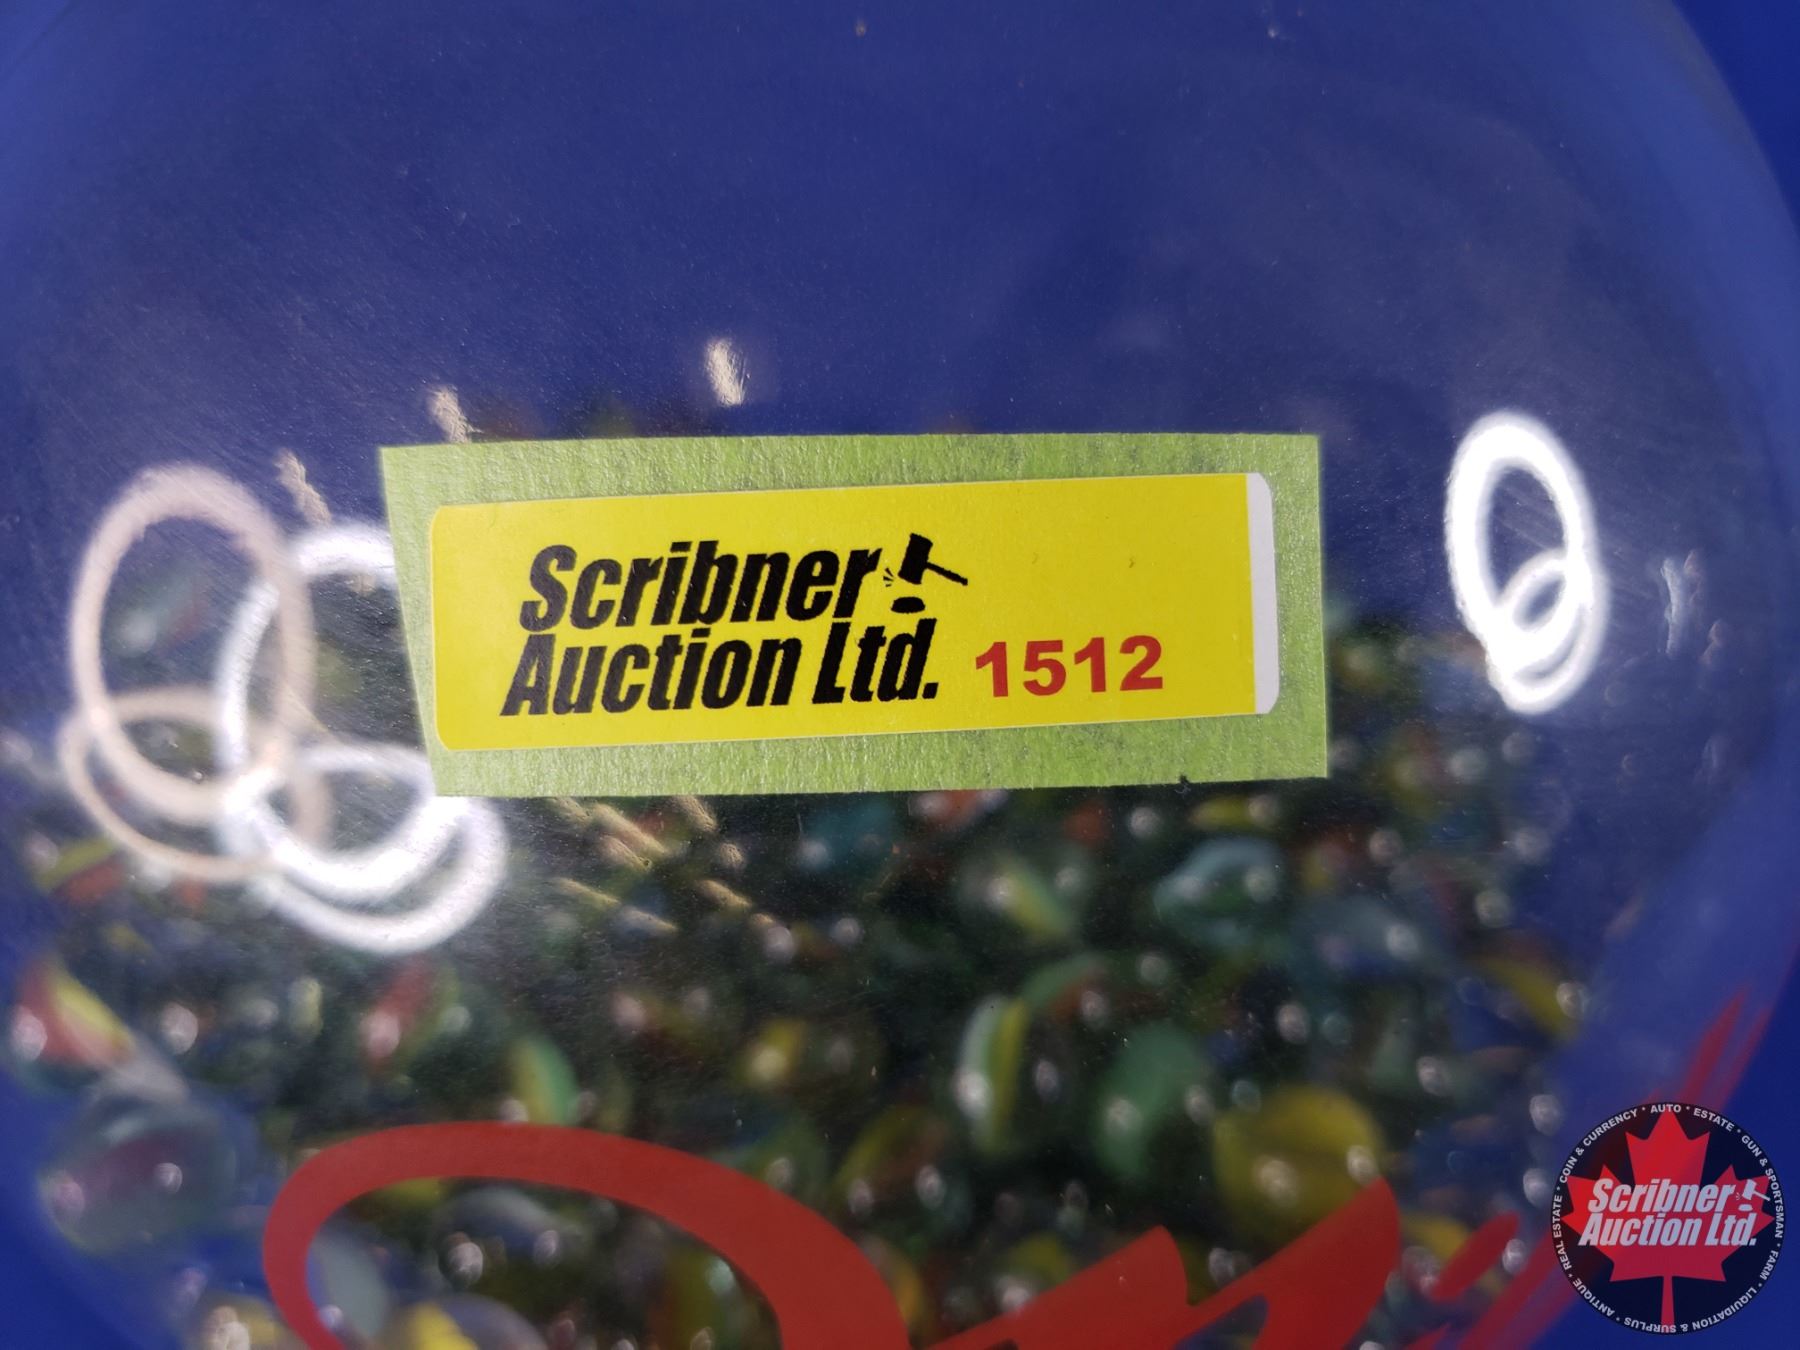 Scribner
Auction Ltd. 1512
REAL ESTATE • COIN & CURRENCY • AUTO • ESTATE • GUN & SPORTSMAN • FARM • LIQUIDATION & SURPLUS • ANTIQUE •
Scribner
Auction Ltd.